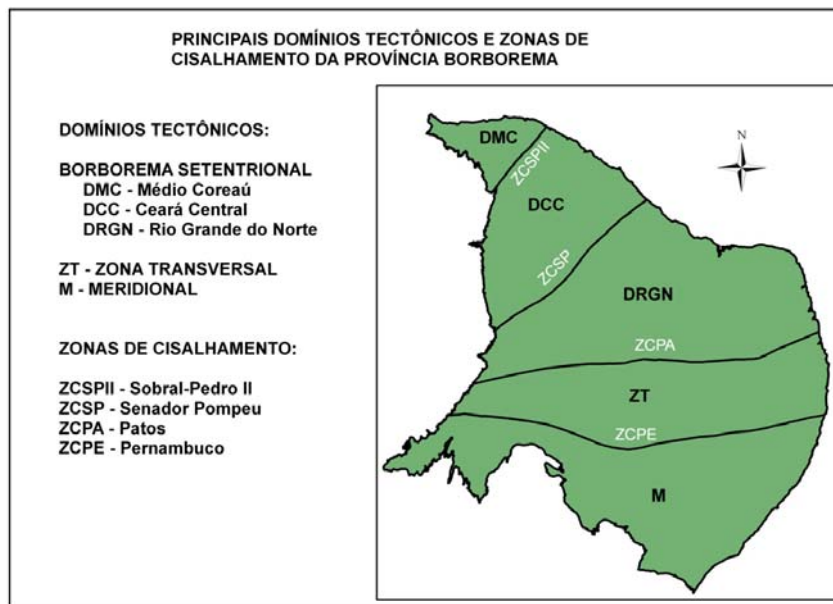 PRINCIPAIS DOMÍNIOS TECTÔNICOS E ZONAS DE
CISALHAMENTO DA PROVÍNCIA BORBOREMA
DOMÍNIOS TECTÔNICOS:
BORBOREMA SETENTRIONAL
DMC - Médio Coreaú
DCC - Ceará Central
DRGN - Rio Grande do Norte
ZT - ZONA TRANSVERSAL
M - MERIDIONAL
ZONAS DE CISALHAMENTO:
ZCSPII - Sobral-Pedro II
ZCSP - Senador Pompeu
ZCPA - Patos
ZCPE - Pernambuco
N
DMC
ZCSPII
DCC
ZCSP
DRGN
ZCPA
ZT
ZCPE
M